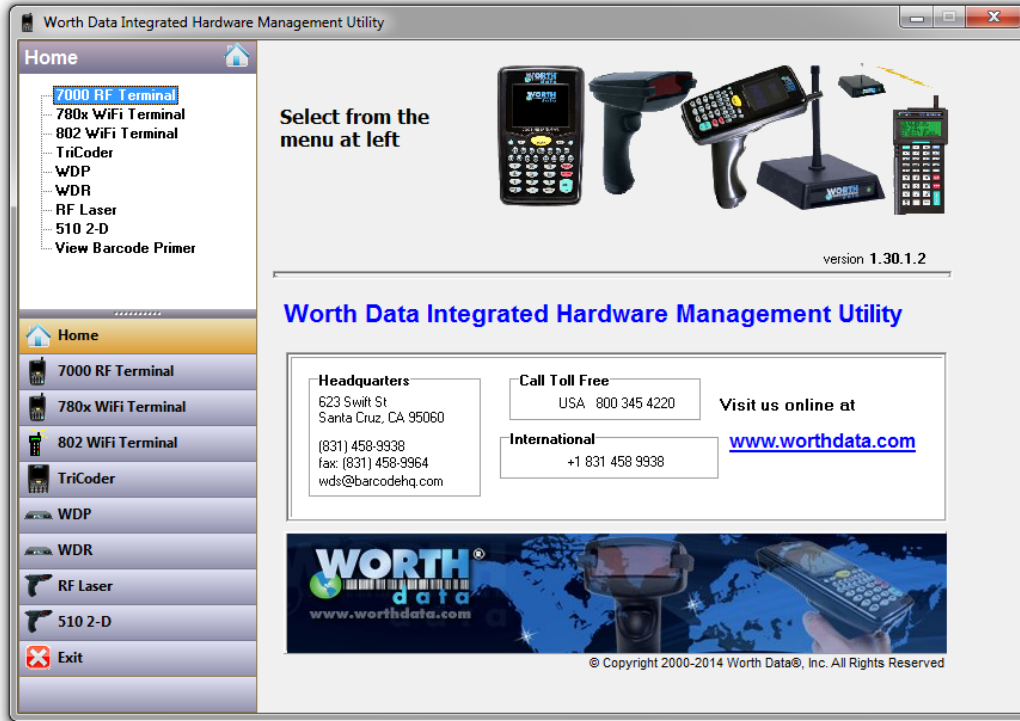 Worth Data Integrated Hardware Management Utility
Home
7000 RF Terminal
780x WiFi Terminal
802 WiFi Terminal
TriCoder
WDP
WDR
RF Laser
510 2-D
View Barcode Primer
Home
7000 RF Terminal
780x WiFi Terminal
802 WiFi Terminal
TriCoder
WDP
WDR
RF Laser
510 2-D
Exit
Select from the
menu at left
WORTH
data
WORTH
data
WORTH
version 1.30.1.2
Worth Data Integrated Hardware Management Utility
Headquarters
623 Swift St
Santa Cruz, CA 95060
(831) 458-9938
fax: (831) 458-9964
wds@barcodehq.com
Call Toll Free
USA 800 345 4220
International
+1 831 458 9938
Visit us online at
www.worthdata.com
WORTH®
data
www.worthdata.com
© Copyright 2000-2014 Worth Data®, Inc. All Rights Reserved